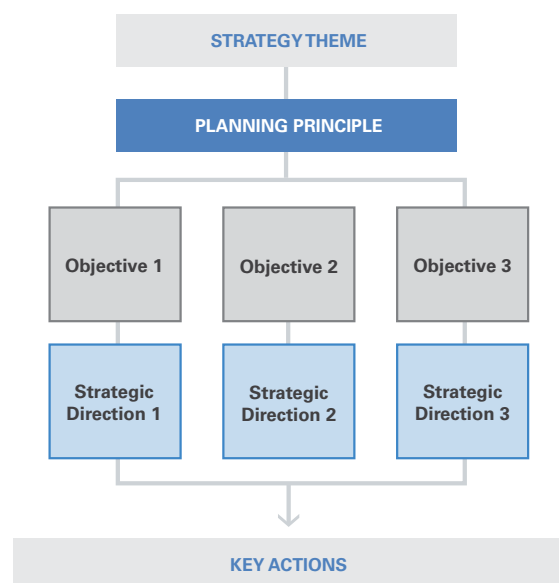 STRATEGY THEME
PLANNING PRINCIPLE
Objective 1
Objective 2
Objective 3
Strategic
Direction 1
Strategic
Direction 2
Strategic
Direction 3
KEY ACTIONS